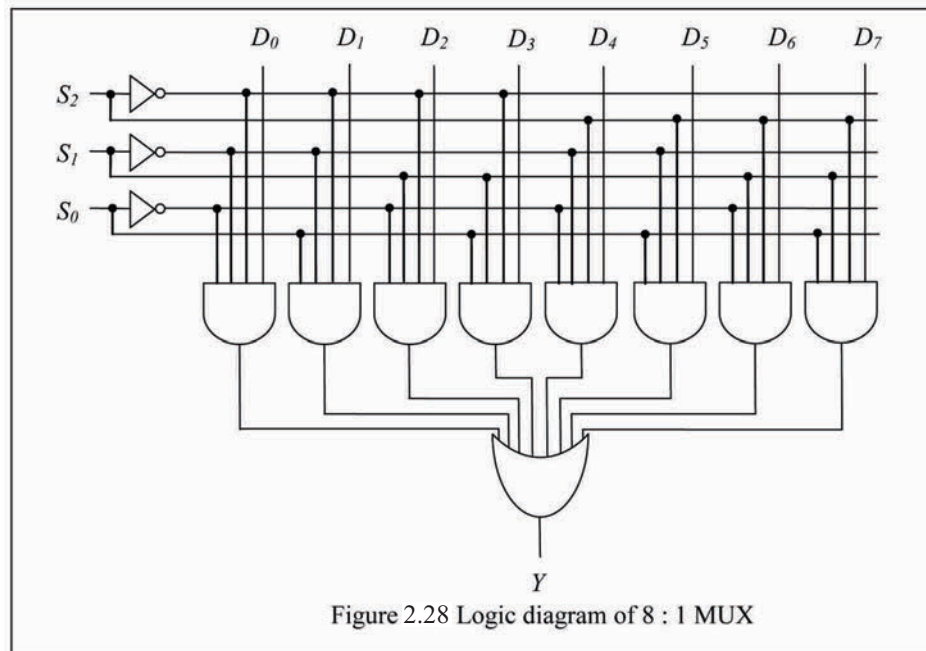 D0 D1 D2 D3 D4 D5 D6 D7
S2
S1
S0
Y
Figure 2.28 Logic diagram of 8 : 1 MUX